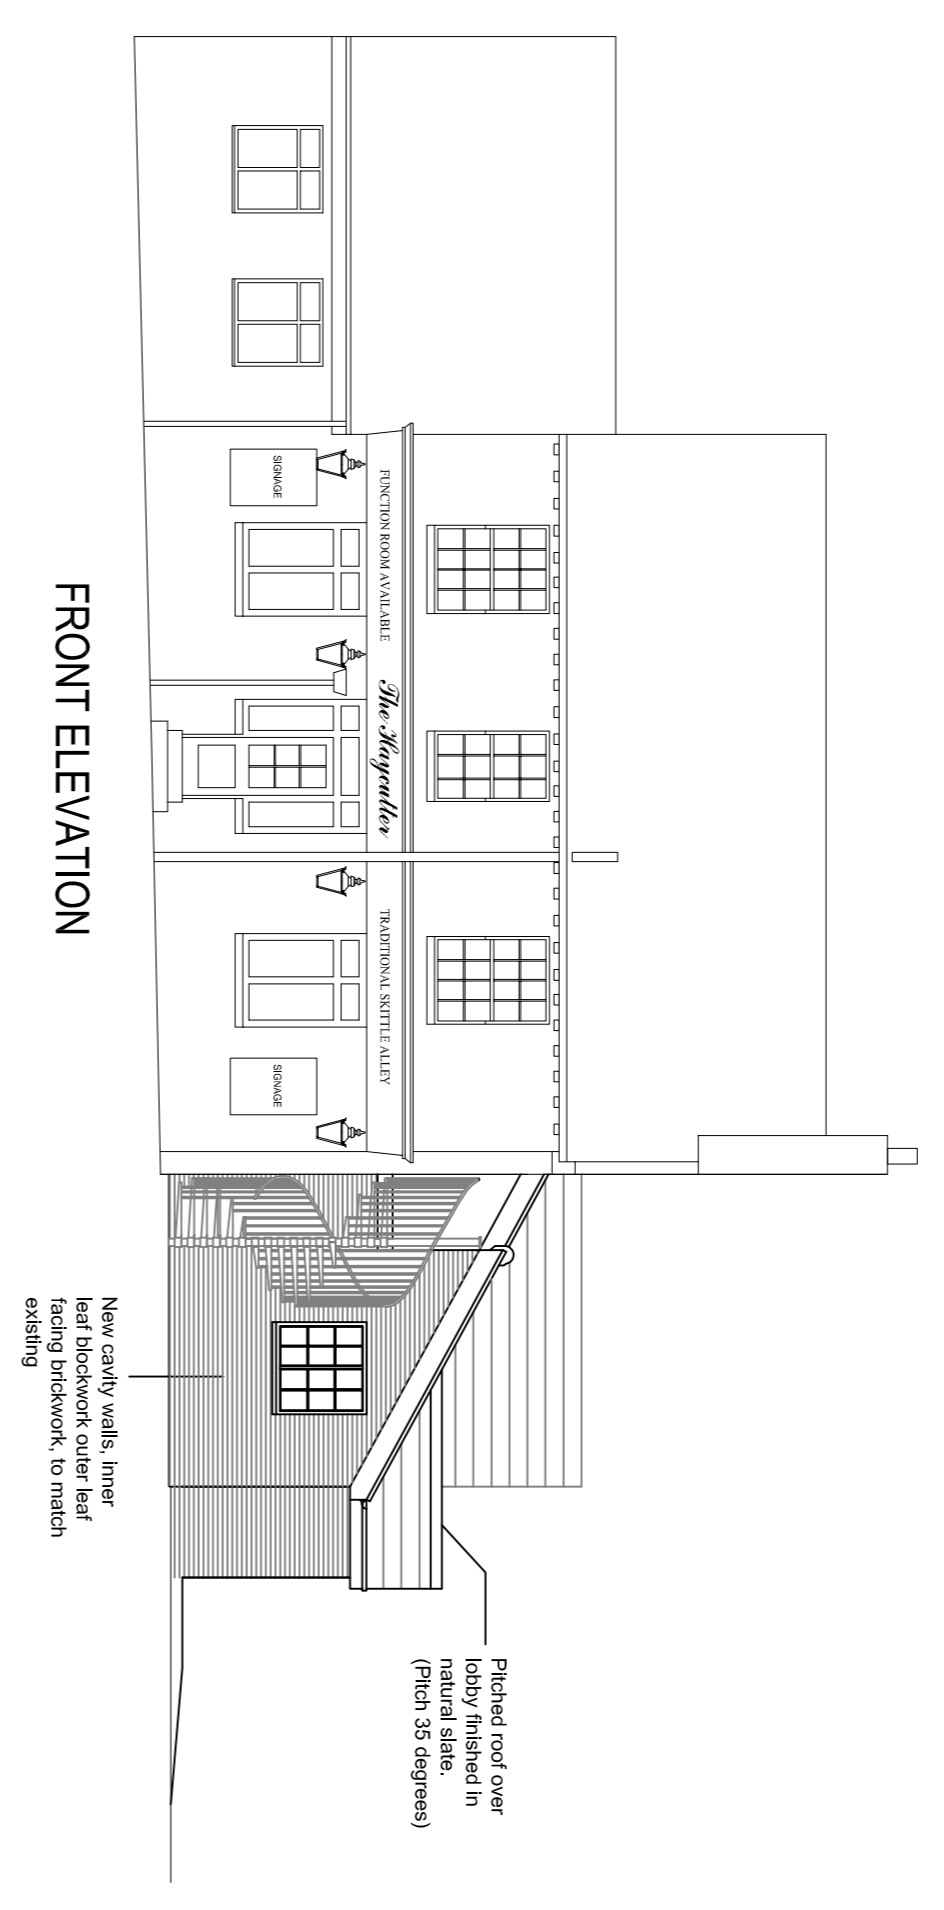 FUNCTION ROOM AVAILABLE
The Haycutter
TRADITIONAL SKITTLE ALLEY
SIGNAGE
SIGNAGE
Pitched roof over
lobby finished in
natural slate.
(Pitch 35 degrees)
New cavity walls, inner
leaf blockwork outer leaf
facing brickwork, to match
existing
FRONT ELEVATION